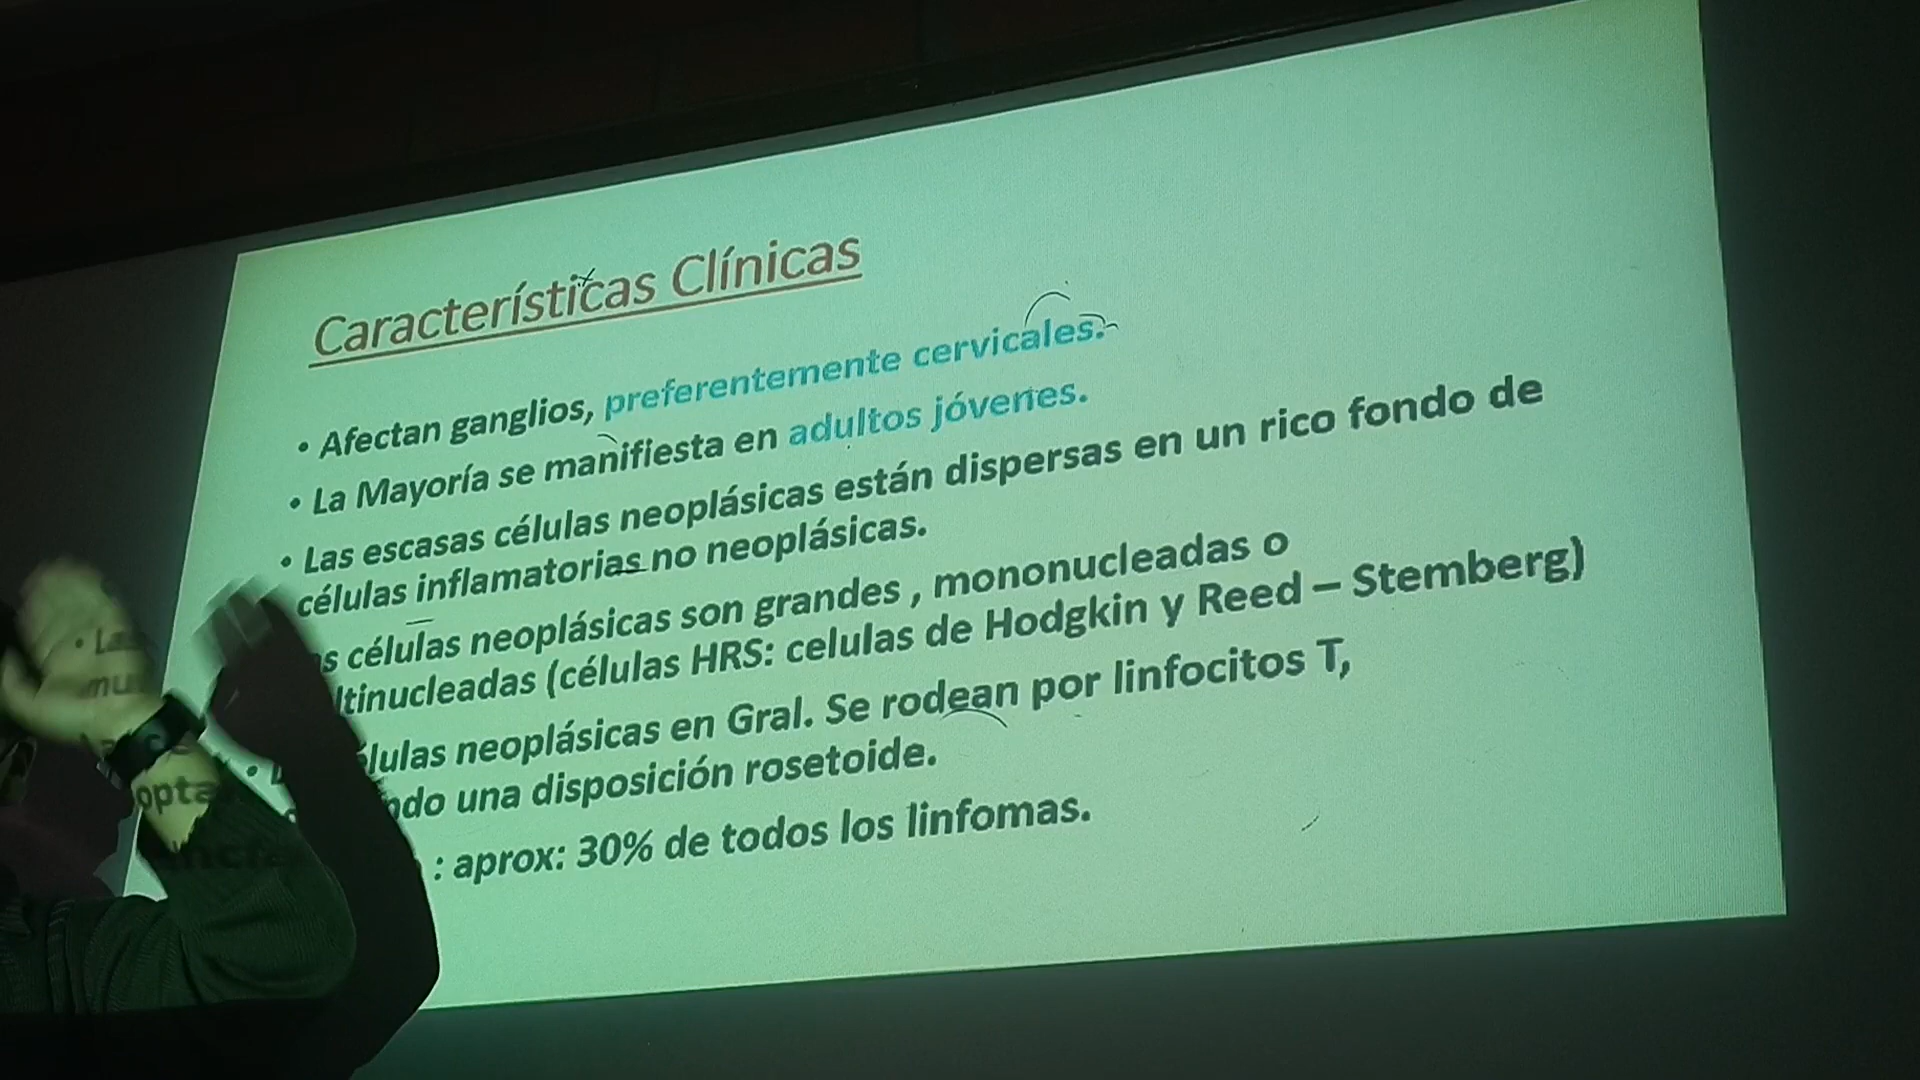 Características Clínicas
• Afectan ganglios, preferentemente cervicales.
• La Mayoría se manifiesta en adultos jóvenes.
• Las escasas células neoplásicas están dispersas en un rico fondo de
células inflamatorias no neoplásicas.
• células neoplásicas son grandes , mononucleadas o
ltinucleadas (células HRS: celulas de Hodgkin y Reed – Stemberg)
• lulas neoplásicas en Gral. Se rodean por linfocitos T,
opta ndo una disposición rosetoide.
: aprox: 30% de todos los linfomas.